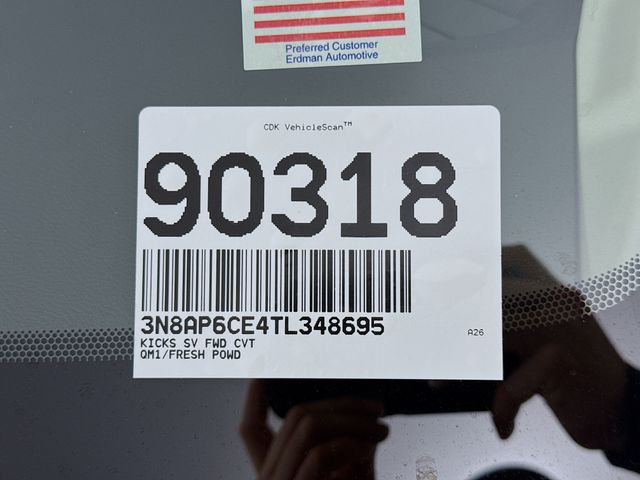 Preferred Customer
Erdman Automotive
CDK VehicleScan™
90318
3N8AP6CE4TL348695
KICKS SV FWD CVT
QM1/FRESH POWD
A26